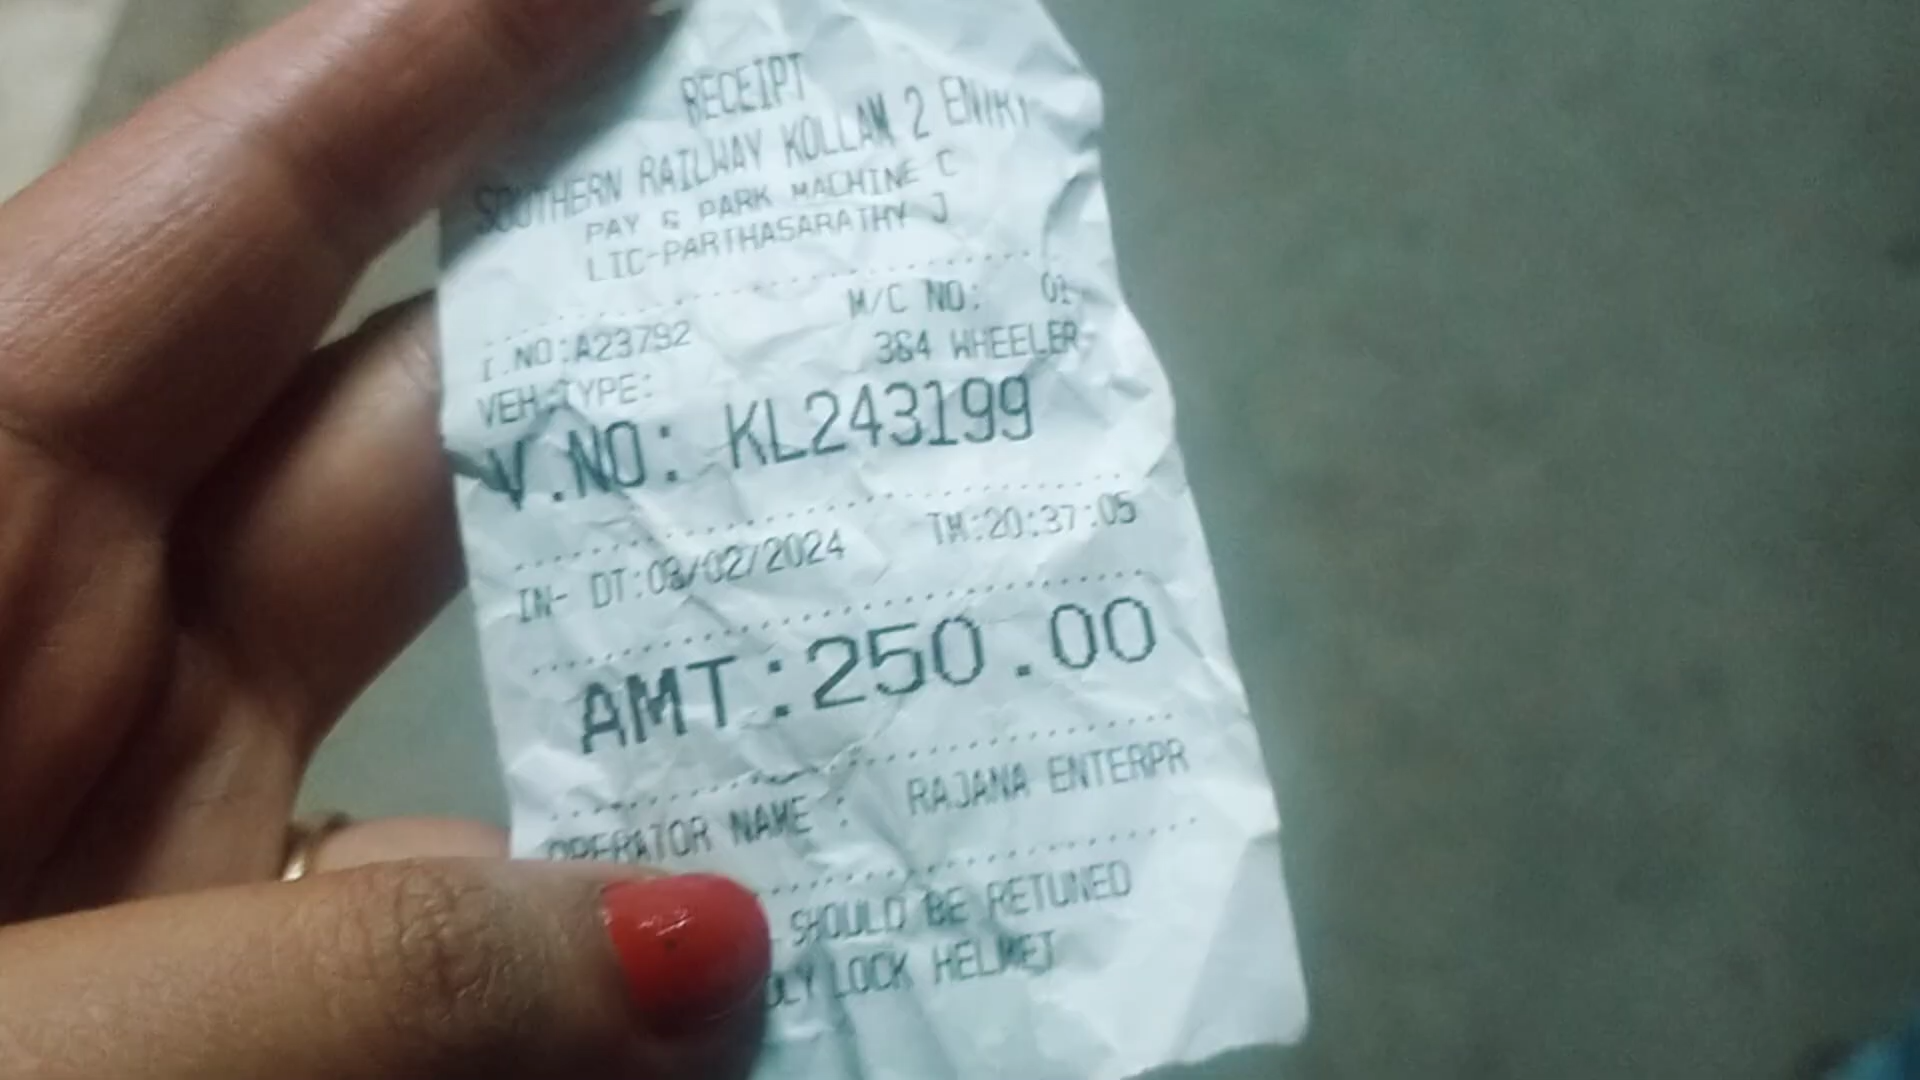 RECEIPT
SOUTHERN RAILWAY KOLLAM 2 ENTRY
PAY & PARK MACHINE C
LIC-PARTHASARATHY J
M/C NO: 01
T.NO:A23792
VEH.TYPE: 3&4 WHEELER
V.NO: KL243199
IN- DT:03/02/2024 TM:20:37:05
AMT:250.00
OPERATOR NAME : RAJANA ENTERPR
SHOULD BE RETUNED
LOCK HELMET